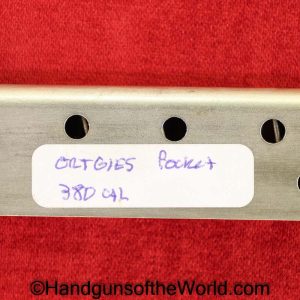 ORTGIES Pocket
380 CAL
©HandgunsoftheWorld.com